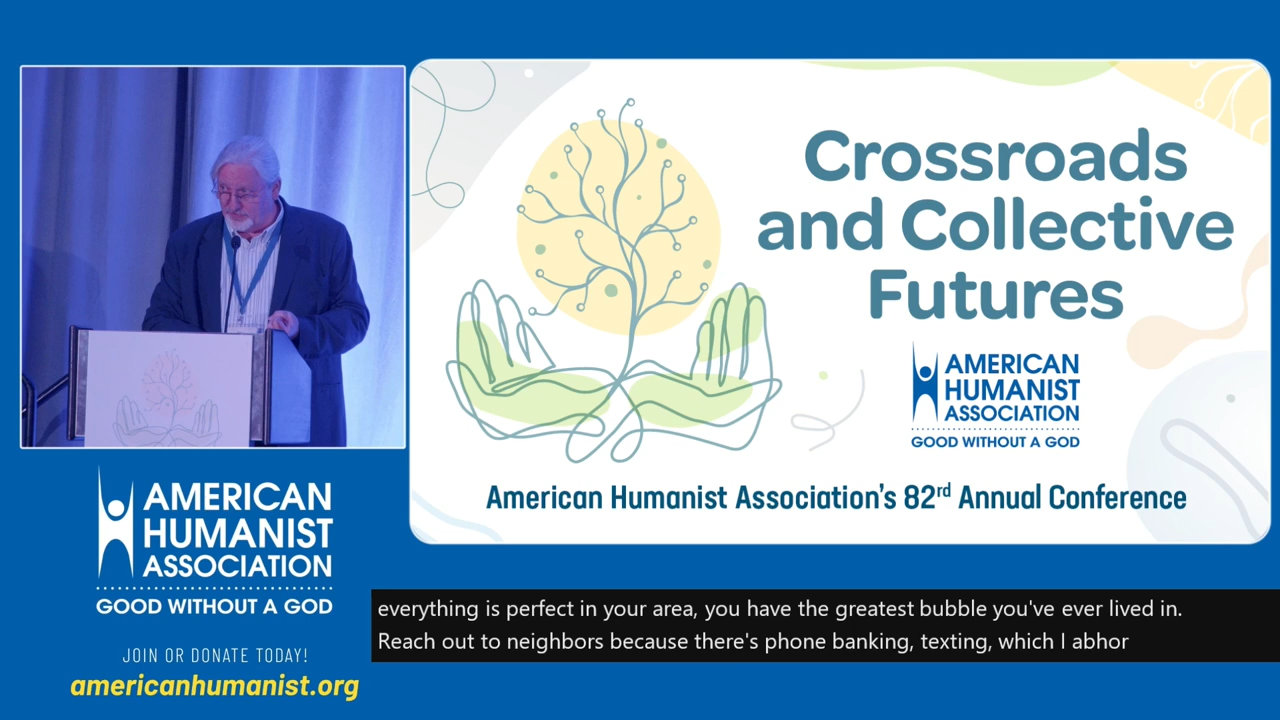 Crossroads
and Collective
Futures
AMERICAN
HUMANIST
ASSOCIATION
GOOD WITHOUT A GOD
American Humanist Association's 82rd Annual Conference
AMERICAN
HUMANIST
ASSOCIATION
GOOD WITHOUT A GOD
JOIN OR DONATE TODAY!
americanhumanist.org
everything is perfect in your area, you have the greatest bubble you've ever lived in.
Reach out to neighbors because there's phone banking, texting, which I abhor